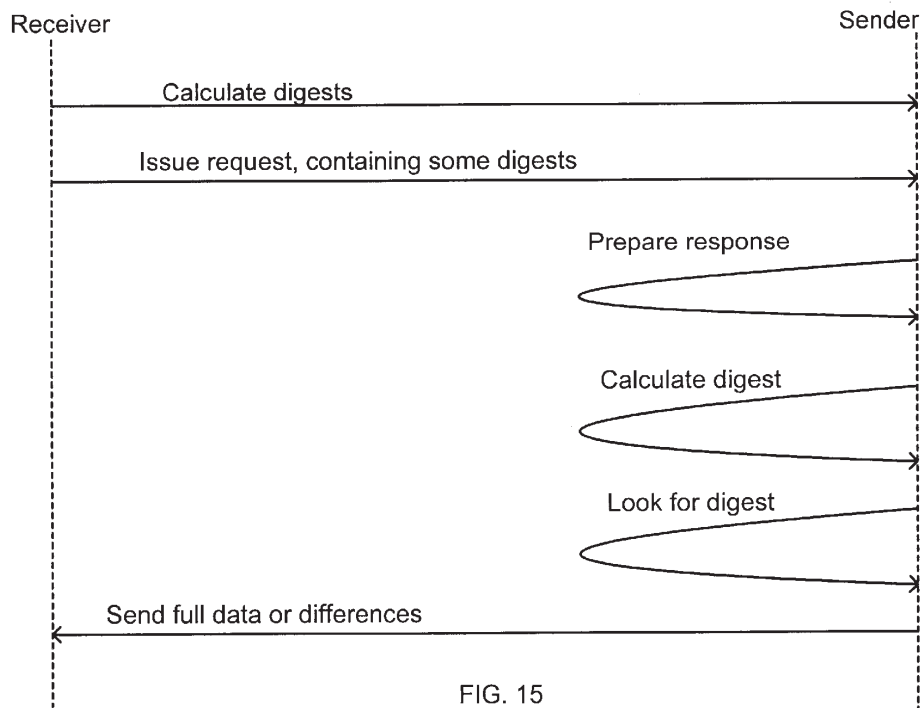 Receiver
Sender
Calculate digests
Issue request, containing some digests
Prepare response
Calculate digest
Look for digest
Send full data or differences
FIG. 15